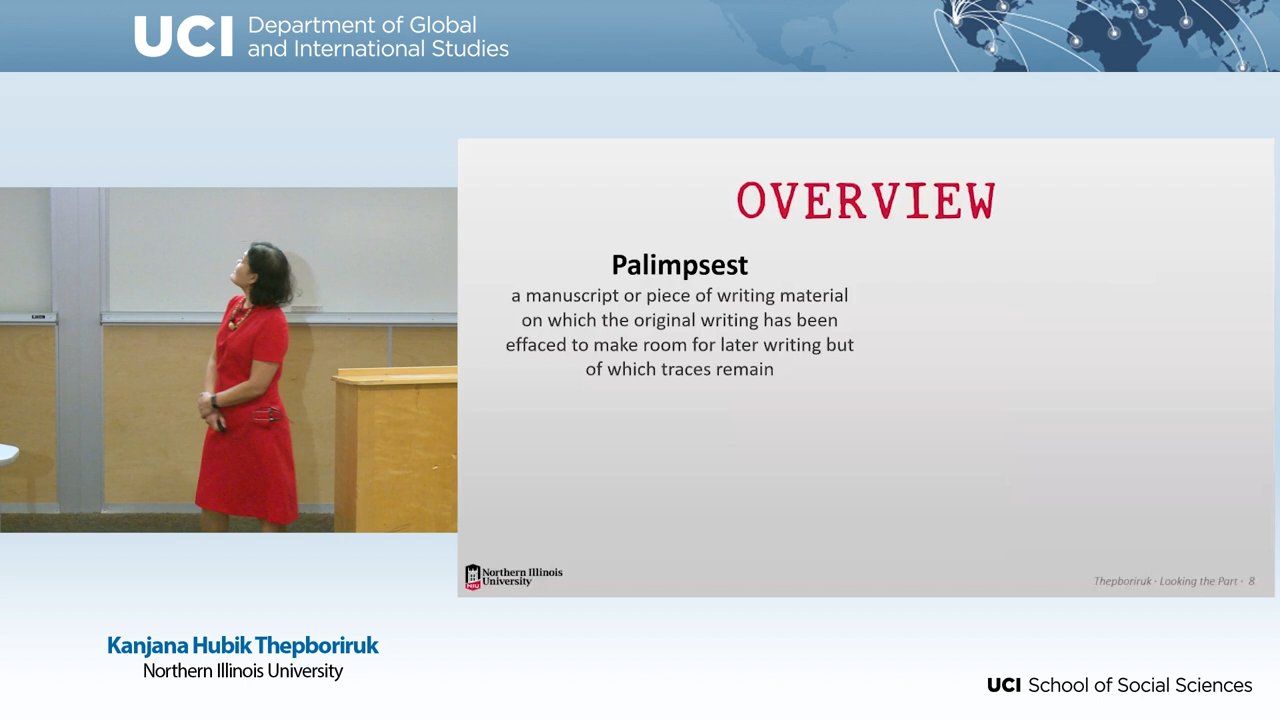 UCI Department of Global
and International Studies
OVERVIEW
Palimpsest
a manuscript or piece of writing material
on which the original writing has been
effaced to make room for later writing but
of which traces remain
NIU
Northern Illinois
University
Thepboriruk - Looking the Part - 8
Kanjana Hubik Thepboriruk
Northern Illinois University
UCI School of Social Sciences